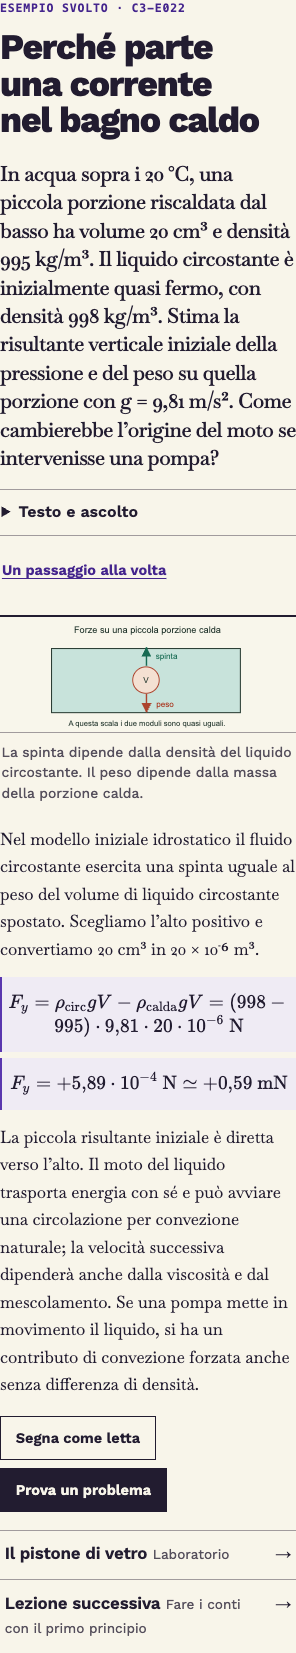 ESEMPIO SVOLTO · C3–E022
Perché parte
una corrente
nel bagno caldo
In acqua sopra i 20 °C, una
piccola porzione riscaldata dal
basso ha volume 20 cm³ e densità
995 kg/m³. Il liquido circostante è
inizialmente quasi fermo, con
densità 998 kg/m³. Stima la
risultante verticale iniziale della
pressione e del peso su quella
porzione con g = 9,81 m/s². Come
cambierebbe l’origine del moto se
intervenisse una pompa?
▶ Testo e ascolto
Un passaggio alla volta
Forze su una piccola porzione calda
spinta
V
peso
A questa scala i due moduli sono quasi uguali.
La spinta dipende dalla densità del liquido
circostante. Il peso dipende dalla massa
della porzione calda.
Nel modello iniziale idrostatico il fluido
circostante esercita una spinta uguale al
peso del volume di liquido circostante
spostato. Scegliamo l’alto positivo e
convertiamo 20 cm³ in 20 × 10⁻⁶ m³.
F_y = ρ_circ gV − ρ_calda gV = (998 −
995) · 9,81 · 20 · 10⁻⁶ N
F_y = +5,89 · 10⁻⁴ N ≃ +0,59 mN
La piccola risultante iniziale è diretta
verso l’alto. Il moto del liquido
trasporta energia con sé e può avviare
una circolazione per convezione
naturale; la velocità successiva
dipenderà anche dalla viscosità e dal
mescolamento. Se una pompa mette in
movimento il liquido, si ha un
contributo di convezione forzata anche
senza differenza di densità.
Segna come letta
Prova un problema
Il pistone di vetro Laboratorio →
Lezione successiva Fare i conti →
con il primo principio